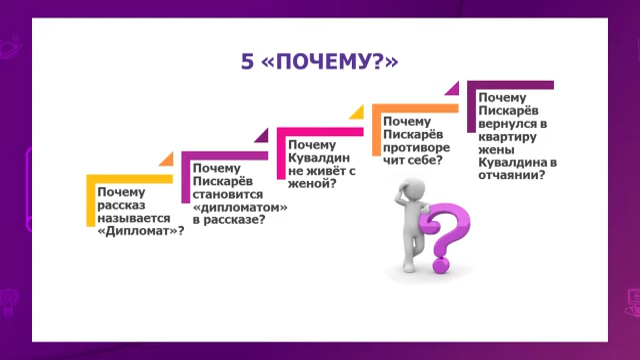 5 «ПОЧЕМУ?»
Почему
рассказ
называется
«Дипломат»?
Почему
Пискарёв
становится
«дипломатом»
в рассказе?
Почему
Кувалдин
не живёт с
женой?
Почему
Пискарёв
противоре
чит себе?
Почему
Пискарёв
вернулся в
квартиру
жены
Кувалдина в
отчаянии?